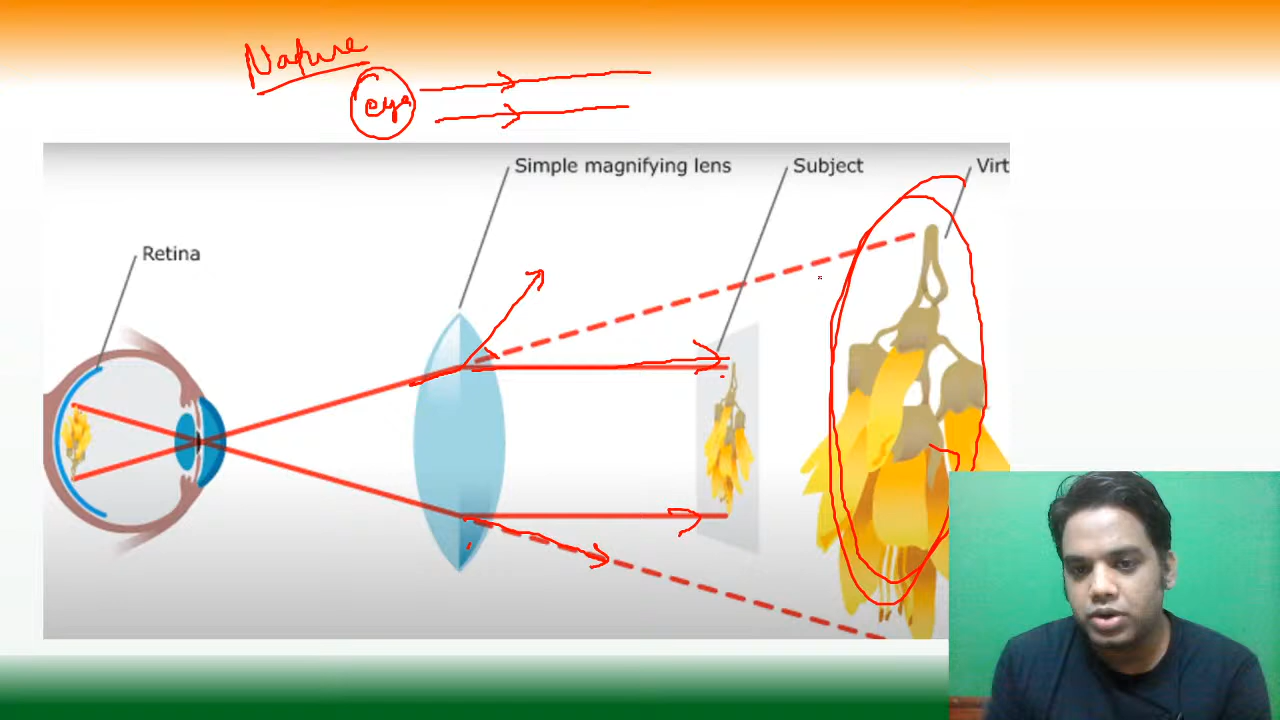 Nature
eye
Simple magnifying lens
Subject
Virt
Retina